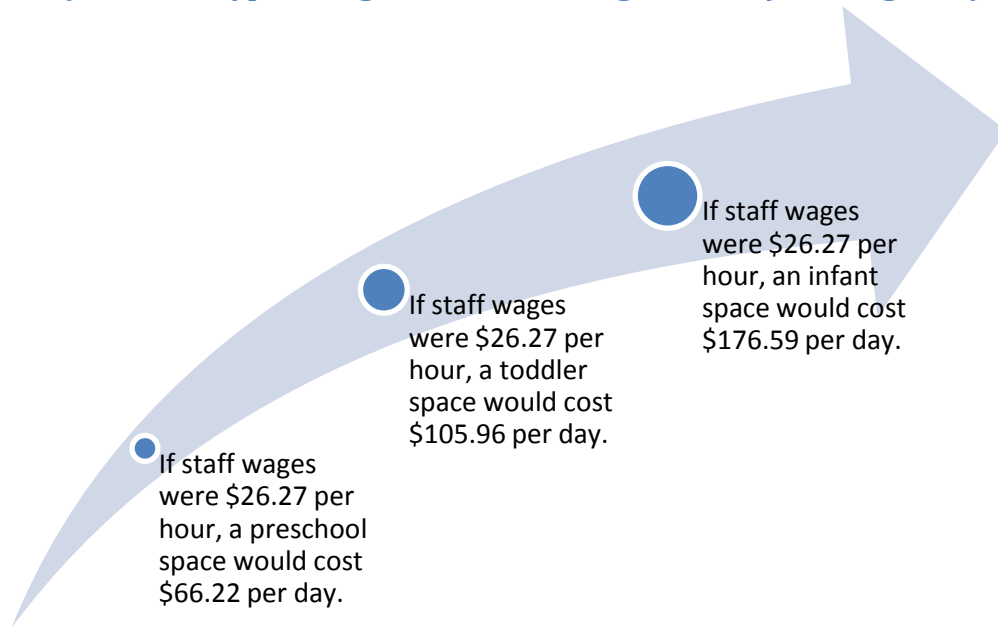 If staff wages
were $26.27 per
hour, an infant
space would cost
$176.59 per day.
If staff wages
were $26.27 per
hour, a toddler
space would cost
$105.96 per day.
If staff wages
were $26.27 per
hour, a preschool
space would cost
$66.22 per day.